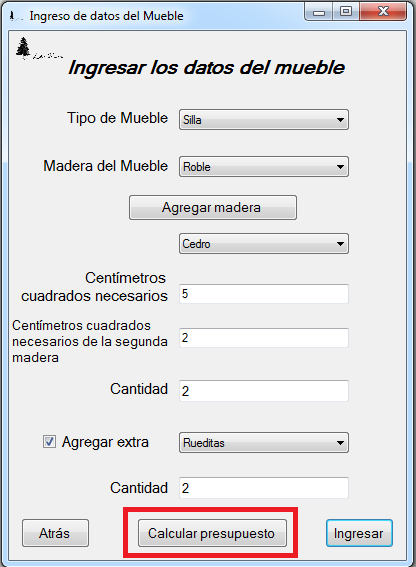 Ingreso de datos del Mueble
Ingresar los datos del mueble
Tipo de Mueble
Silla
Madera del Mueble
Roble
Agregar madera
Cedro
Centímetros
cuadrados necesarios
5
Centímetros cuadrados
necesarios de la segunda
madera
2
Cantidad
2
Agregar extra
Rueditas
Cantidad
2
Atrás
Calcular presupuesto
Ingresar